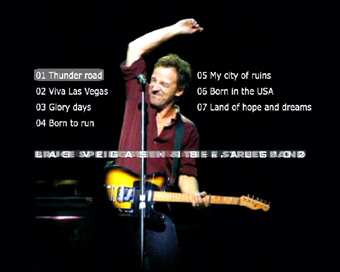 01 Thunder road
02 Viva Las Vegas
03 Glory days
04 Born to run
05 My city of ruins
06 Born in the USA
07 Land of hope and dreams